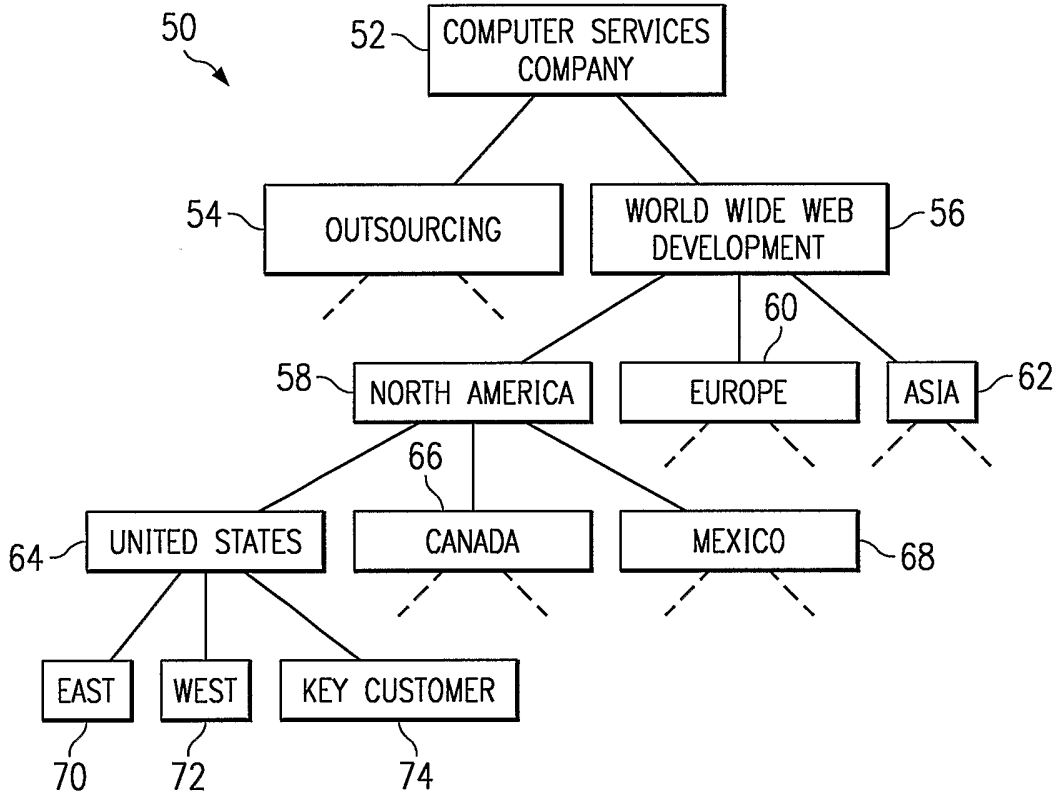 50
52
COMPUTER SERVICES
COMPANY
54
OUTSOURCING
WORLD WIDE WEB
DEVELOPMENT
56
60
58
NORTH AMERICA
EUROPE
ASIA
62
66
64
UNITED STATES
CANADA
MEXICO
68
EAST
WEST
KEY CUSTOMER
70
72
74